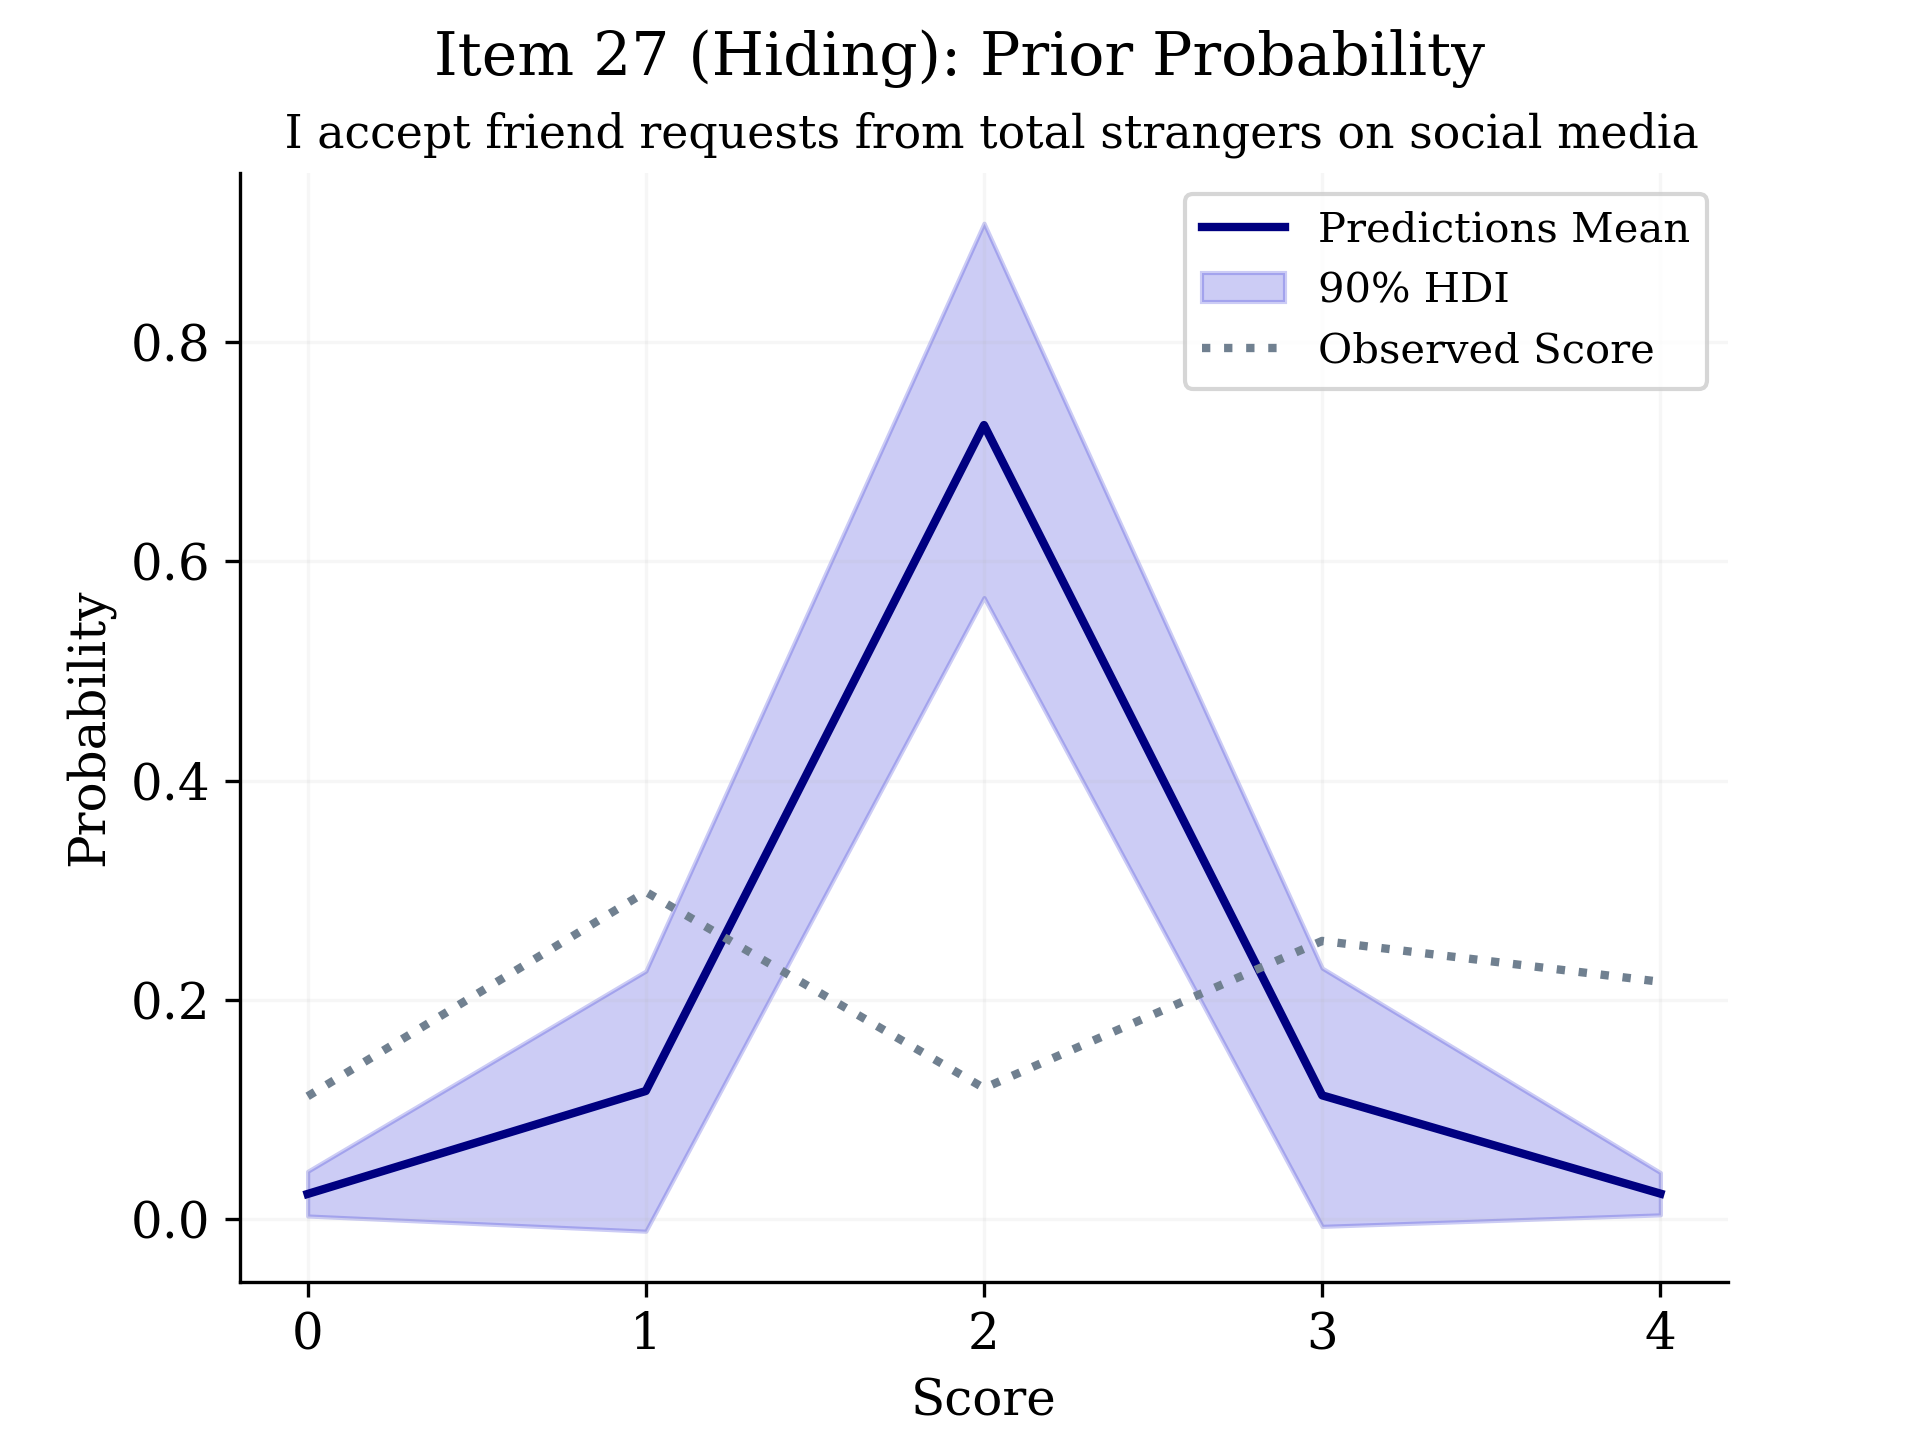 Item 27 (Hiding): Prior Probability
I accept friend requests from total strangers on social media
Predictions Mean
90% HDI
Observed Score
Probability
0.8
0.6
0.4
0.2
0.0
0 1 2 3 4
Score